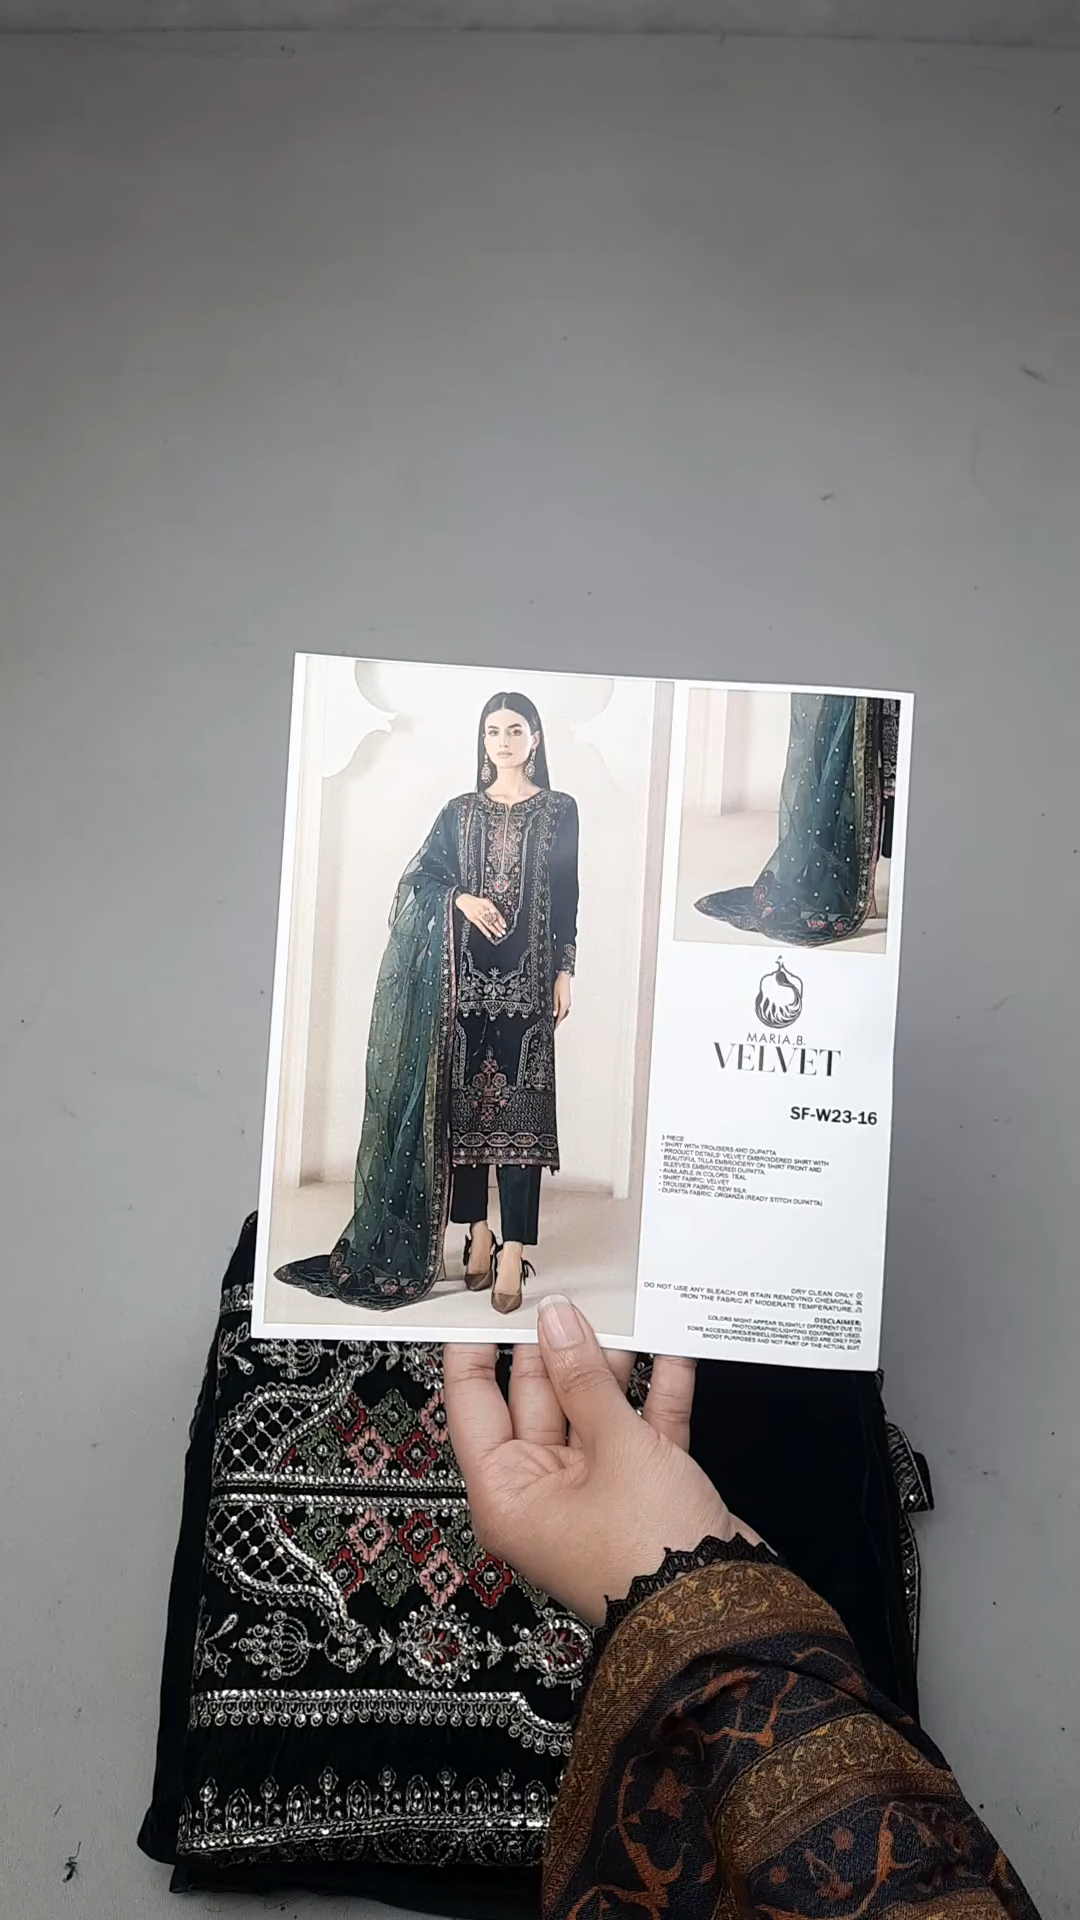 MARIA.B.
VELVET
SF-W23-16
3 PIECE
• SHIRT WITH TROUSERS AND DUPATTA
• PRODUCT DETAILS: VELVET EMBROIDERED SHIRT WITH
BEAUTIFUL TILLA EMBROIDERY ON SHIRT FRONT AND
SLEEVES EMBROIDERED DUPATTA.
• AVAILABLE IN COLORS: TEAL
• SHIRT FABRIC: VELVET
• TROUSER FABRIC: REW SILK
• DUPATTA FABRIC: ORGANZA (READY STITCH DUPATTA)
DRY CLEAN ONLY.
DO NOT USE ANY BLEACH OR STAIN REMOVING CHEMICAL.
IRON THE FABRIC AT MODERATE TEMPERATURE.
DISCLAIMER:
COLORS MIGHT APPEAR SLIGHTLY DIFFERENT DUE TO
PHOTOGRAPHIC/LIGHTING EQUIPMENT USED.
SOME ACCESSORIES/EMBELLISHMENTS USED ARE ONLY FOR
SHOOT PURPOSES AND NOT PART OF THE ACTUAL SUIT.